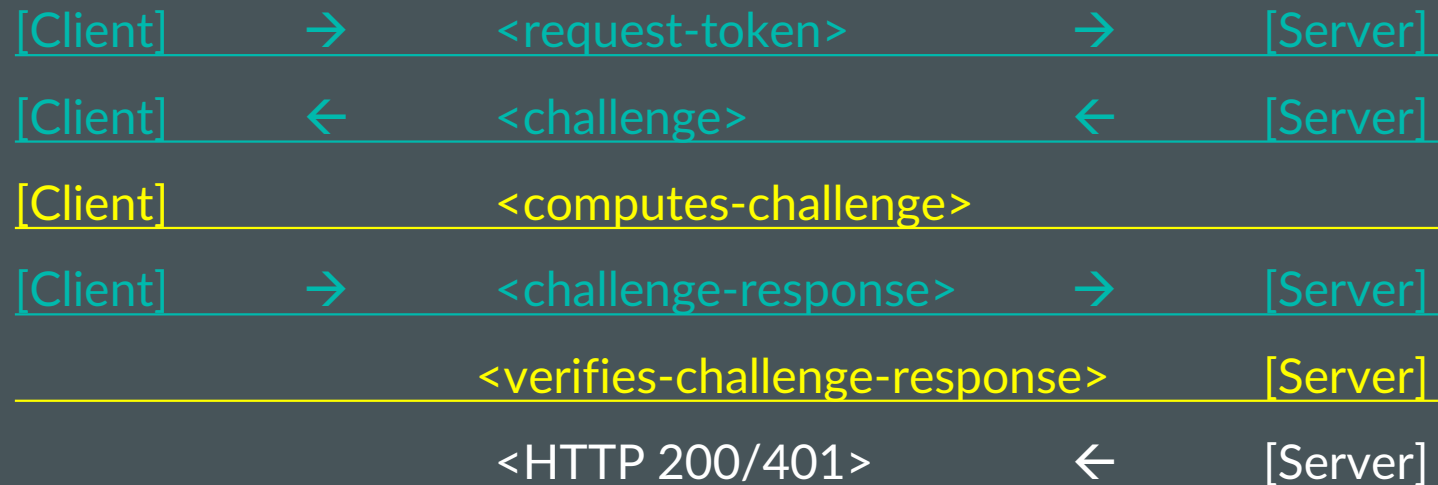 [Client] → <request-token> → [Server]
[Client] ← <challenge> ← [Server]
[Client] <computes-challenge>
[Client] → <challenge-response> → [Server]
<verifies-challenge-response> [Server]
<HTTP 200/401> ← [Server]